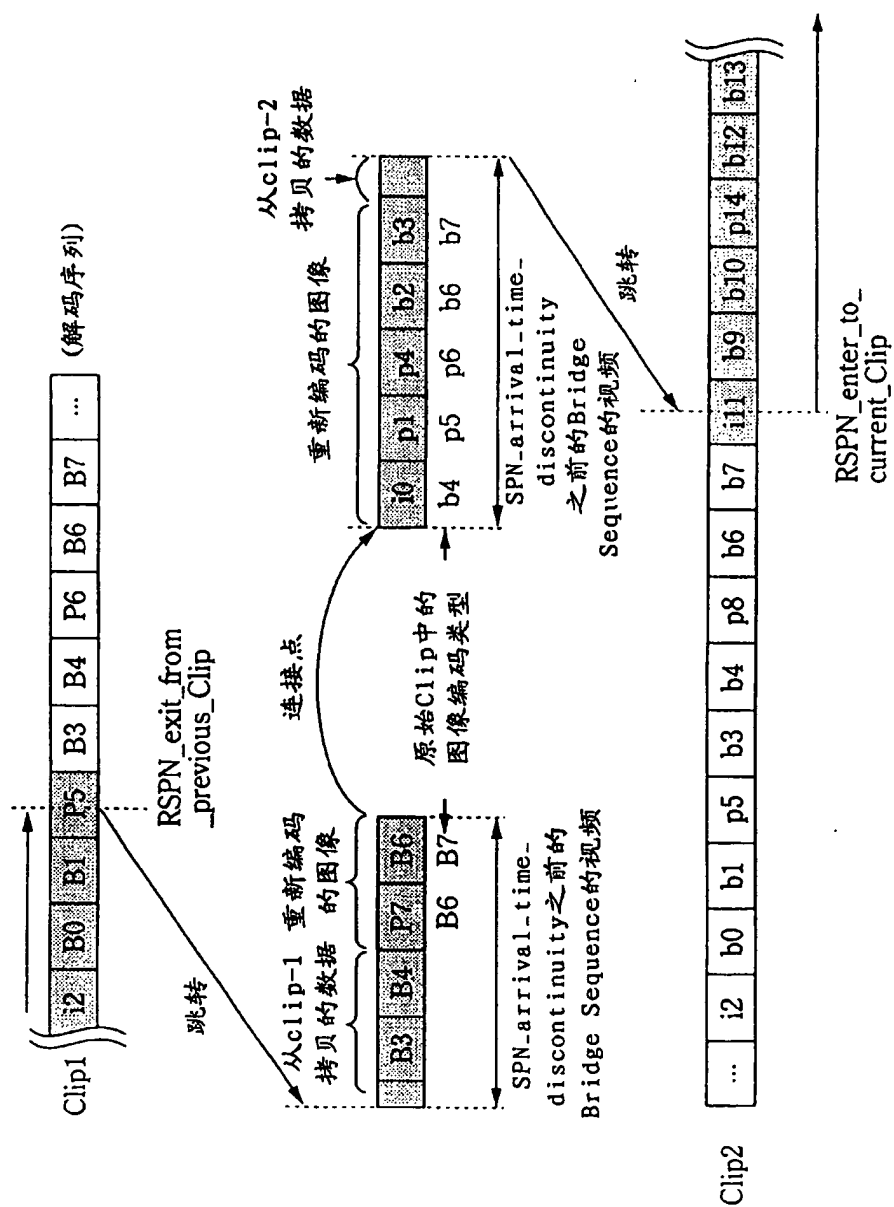 Clip1
i2 B0 B1 P5 B3 B4 P6 B6 B7 ...
(解码序列)
RSPN_exit_from
_previous_Clip
跳转
从clip-1
拷贝的数据
重新编码
的图像
连接点
重新编码的图像
从clip-2
拷贝的数据
B3 B4 P7 B6
B6 B7
i0 p1 p4 b2 b3
b4 p5 p6 b6 b7
原始Clip中的
图像编码类型
SPN_arrival_time_
discontinuity之前的
Bridge Sequence的视频
SPN_arrival_time_
discontinuity
之前的Bridge
Sequence的视频
跳转
Clip2
... i2 b0 b1 p5 b3 b4 p8 b6 b7 i11 b9 b10 p14 b12 b13
RSPN_enter_to_
current_Clip